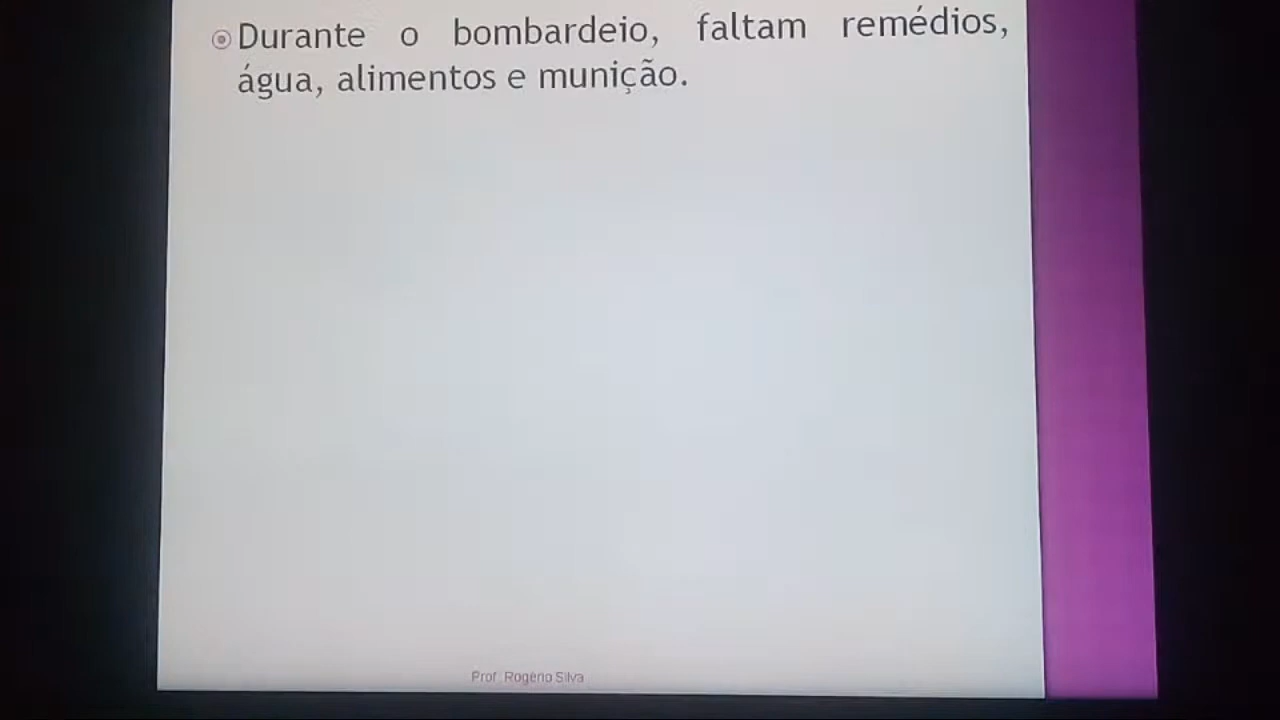 Durante o bombardeio, faltam remédios,
água, alimentos e munição.
Prof. Rogério Silva